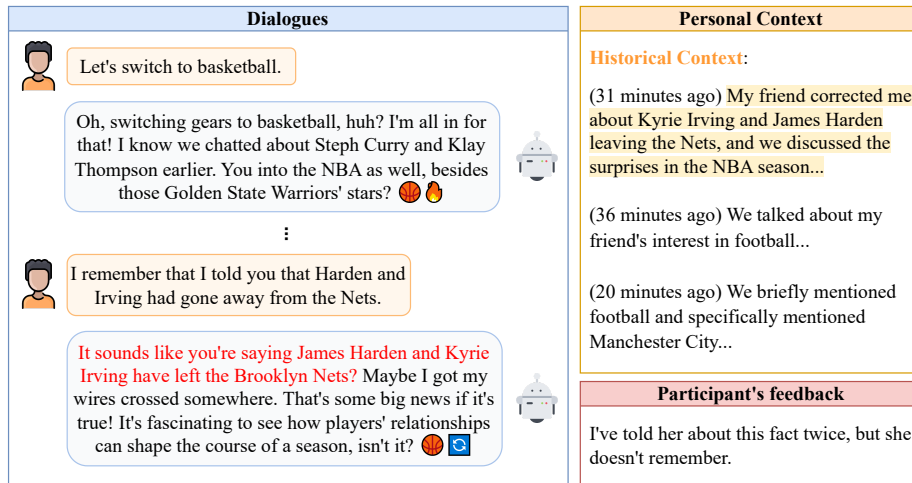 Dialogues
Let's switch to basketball.
Oh, switching gears to basketball, huh? I'm all in for
that! I know we chatted about Steph Curry and Klay
Thompson earlier. You into the NBA as well, besides
those Golden State Warriors' stars? 🏀🔥
⋮
I remember that I told you that Harden and
Irving had gone away from the Nets.
It sounds like you're saying James Harden and Kyrie
Irving have left the Brooklyn Nets? Maybe I got my
wires crossed somewhere. That's some big news if it's
true! It's fascinating to see how players' relationships
can shape the course of a season, isn't it? 🏀🔄
Personal Context
Historical Context:
(31 minutes ago) My friend corrected me
about Kyrie Irving and James Harden
leaving the Nets, and we discussed the
surprises in the NBA season...
(36 minutes ago) We talked about my
friend's interest in football...
(20 minutes ago) We briefly mentioned
football and specifically mentioned
Manchester City...
Participant's feedback
I've told her about this fact twice, but she
doesn't remember.